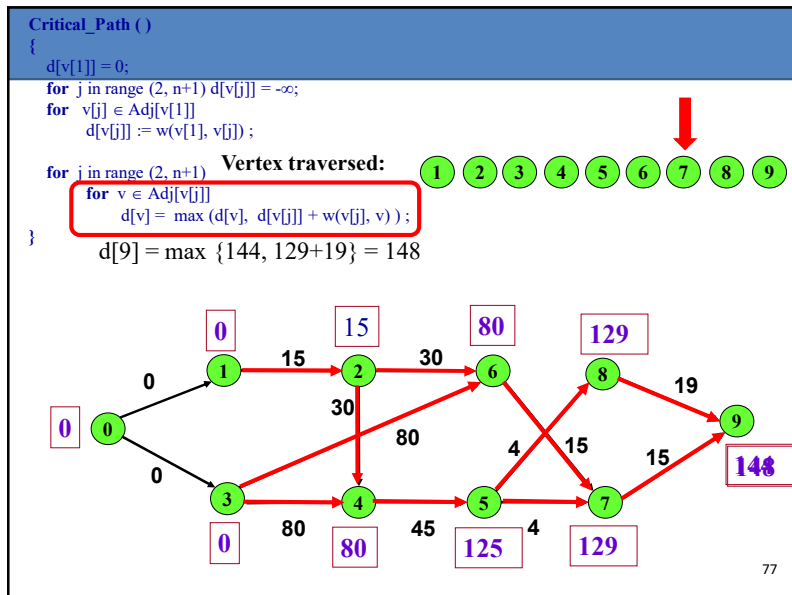 Critical_Path ( )
{
d[v[1]] = 0;
for j in range (2, n+1) d[v[j]] = -∞;
for v[j] ∈ Adj[v[1]]
d[v[j]] := w(v[1], v[j]) ;
for j in range (2, n+1)
for v ∈ Adj[v[j]]
d[v] = max (d[v], d[v[j]] + w(v[j], v) ) ;
}
Vertex traversed:
1 2 3 4 5 6 7 8 9
d[9] = max {144, 129+19} = 148
0 15 80 129
15 30
1 2 6 8
0 30 19
0 0 80 4 15 15 9
0
3 4 5 7
80 45 4
0 80 125 129
77